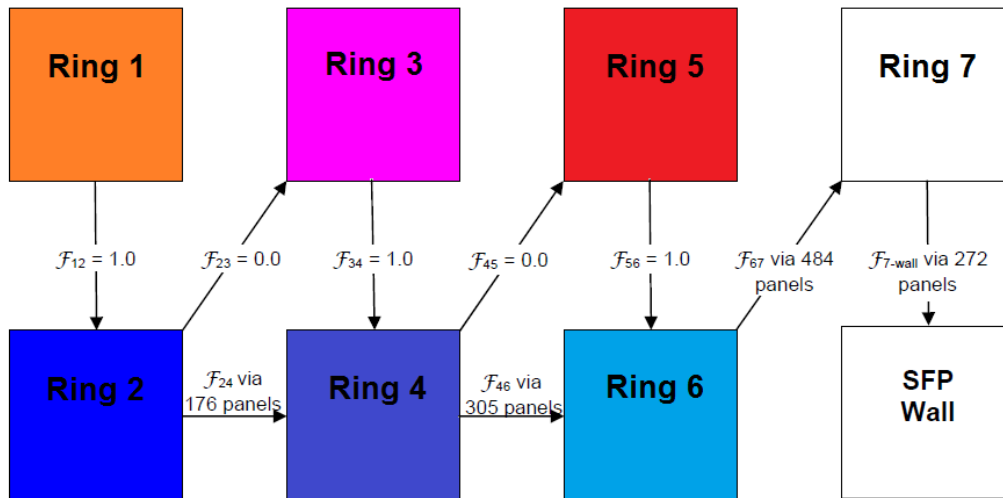 Ring 1
Ring 3
Ring 5
Ring 7
ℱ12 = 1.0
ℱ23 = 0.0
ℱ34 = 1.0
ℱ45 = 0.0
ℱ56 = 1.0
ℱ67 via 484
panels
ℱ7-wall via 272
panels
Ring 2
ℱ24 via
176 panels
Ring 4
ℱ46 via
305 panels
Ring 6
SFP
Wall